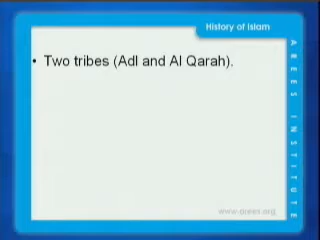 History of Islam
• Two tribes (Adl and Al Qarah).
AREES INSTITUTE
www.arees.org